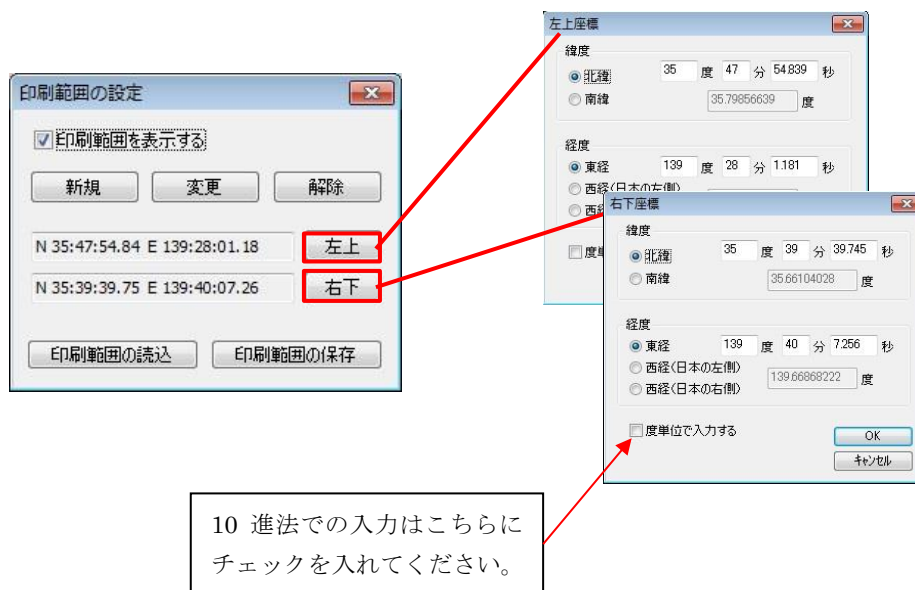 印刷範囲の設定
印刷範囲を表示する
新規 変更 解除
N 35:47:54.84 E 139:28:01.18 左上
N 35:39:39.75 E 139:40:07.26 右下
印刷範囲の読込 印刷範囲の保存
左上座標
緯度
北緯 35 度 47 分 54.839 秒
南緯 35.79856639 度
経度
東経 139 度 28 分 1.181 秒
西経(日本の左側)
西経
度単
右下座標
緯度
北緯 35 度 39 分 39.745 秒
南緯 35.66104028 度
経度
東経 139 度 40 分 7.256 秒
西経(日本の左側) 139.66868222 度
西経(日本の右側)
度単位で入力する
OK
キャンセル
10 進法での入力はこちらに
チェックを入れてください。